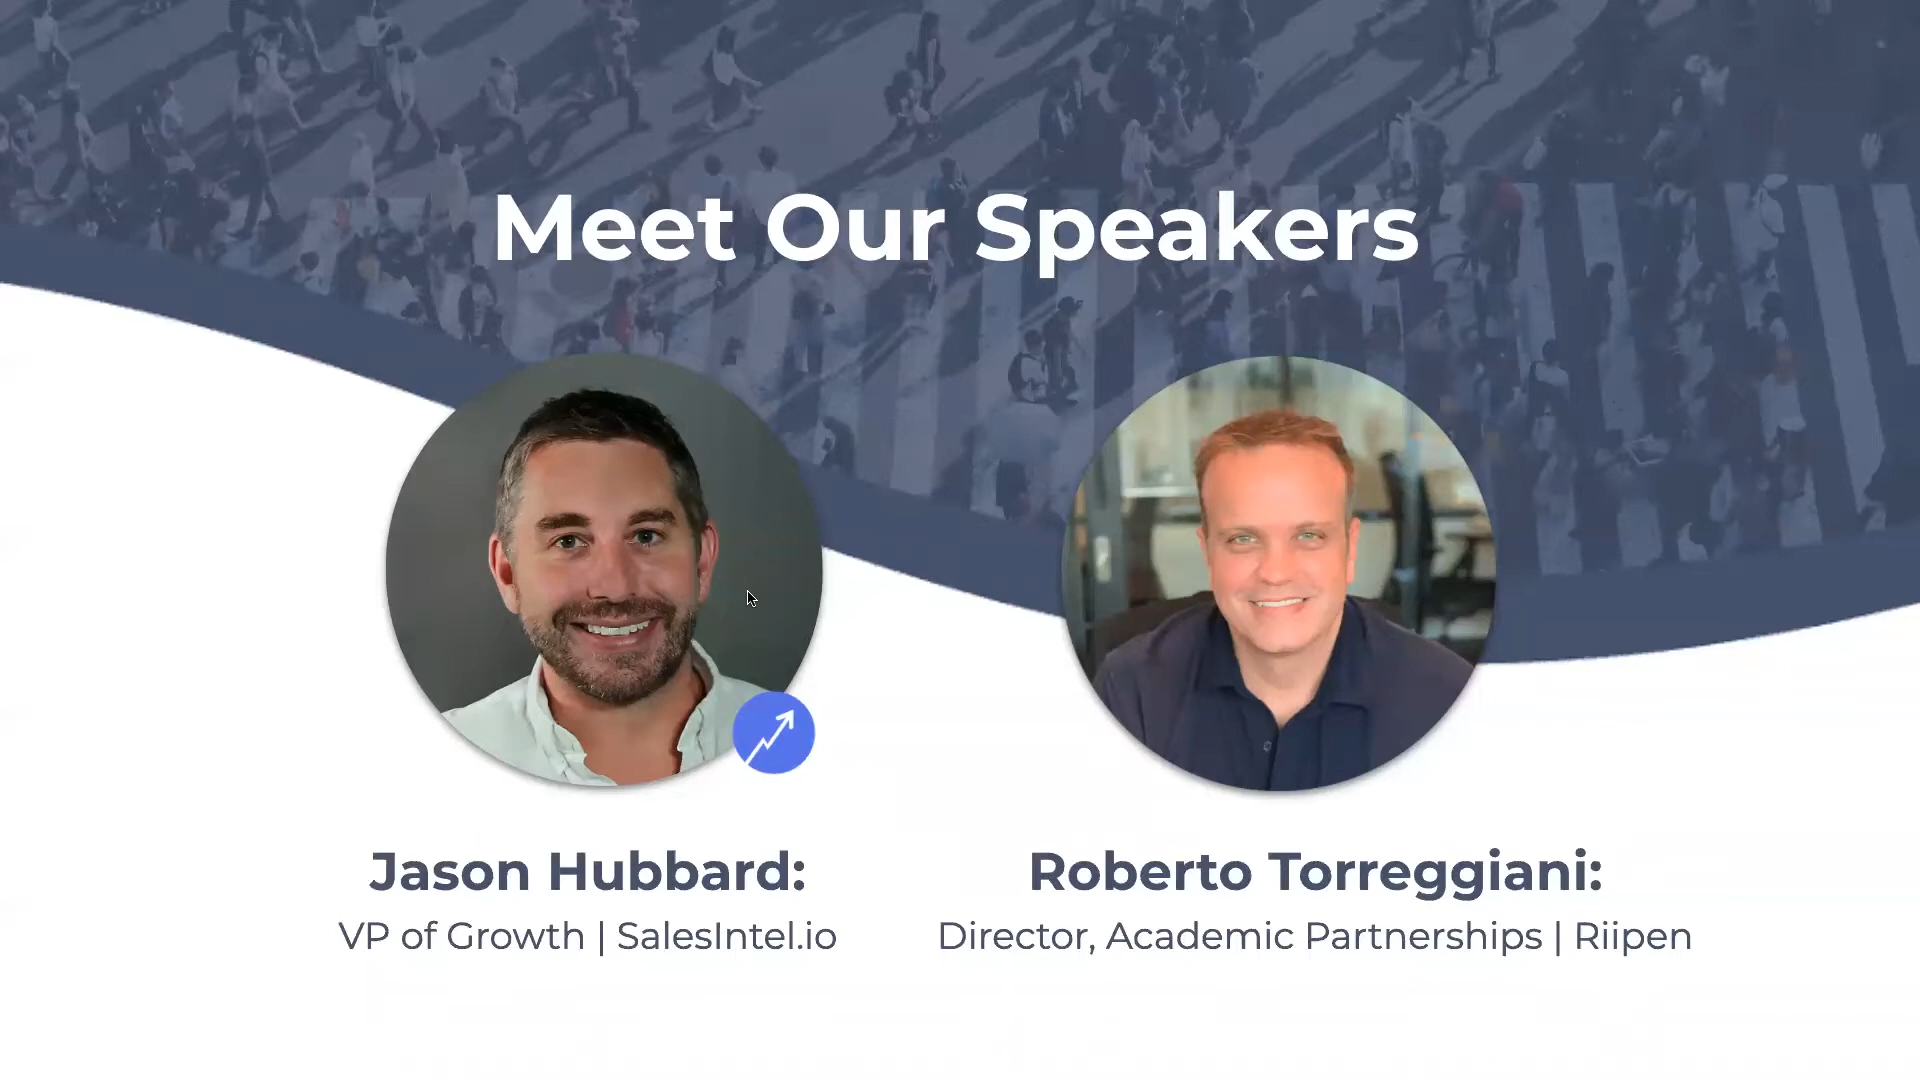 Meet Our Speakers
Jason Hubbard:
VP of Growth | SalesIntel.io
Roberto Torreggiani:
Director, Academic Partnerships | Riipen